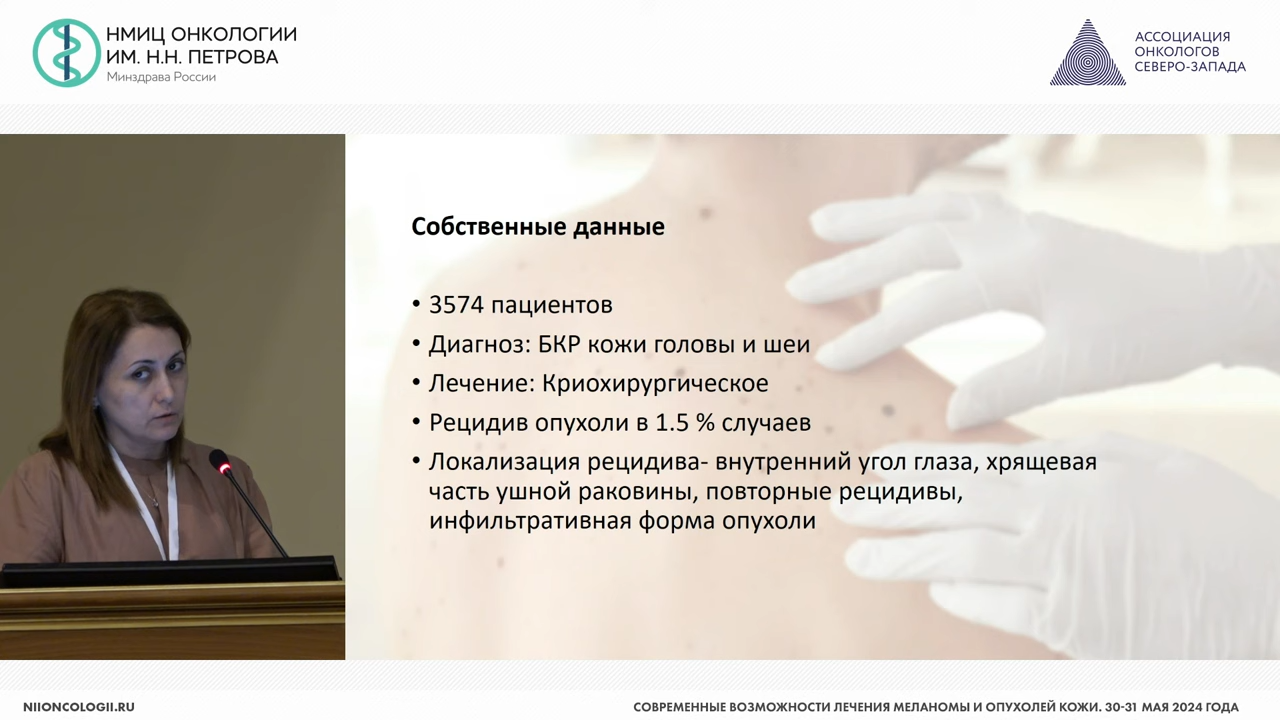 НМИЦ ОНКОЛОГИИ
ИМ. Н.Н. ПЕТРОВА
Минздрава России
АССОЦИАЦИЯ
ОНКОЛОГОВ
СЕВЕРО-ЗАПАДА
Собственные данные
• 3574 пациентов
• Диагноз: БКР кожи головы и шеи
• Лечение: Криохирургическое
• Рецидив опухоли в 1.5 % случаев
• Локализация рецидива- внутренний угол глаза, хрящевая
часть ушной раковины, повторные рецидивы,
инфильтративная форма опухоли
NIIONCOLOGII.RU
СОВРЕМЕННЫЕ ВОЗМОЖНОСТИ ЛЕЧЕНИЯ МЕЛАНОМЫ И ОПУХОЛЕЙ КОЖИ. 30-31 МАЯ 2024 ГОДА